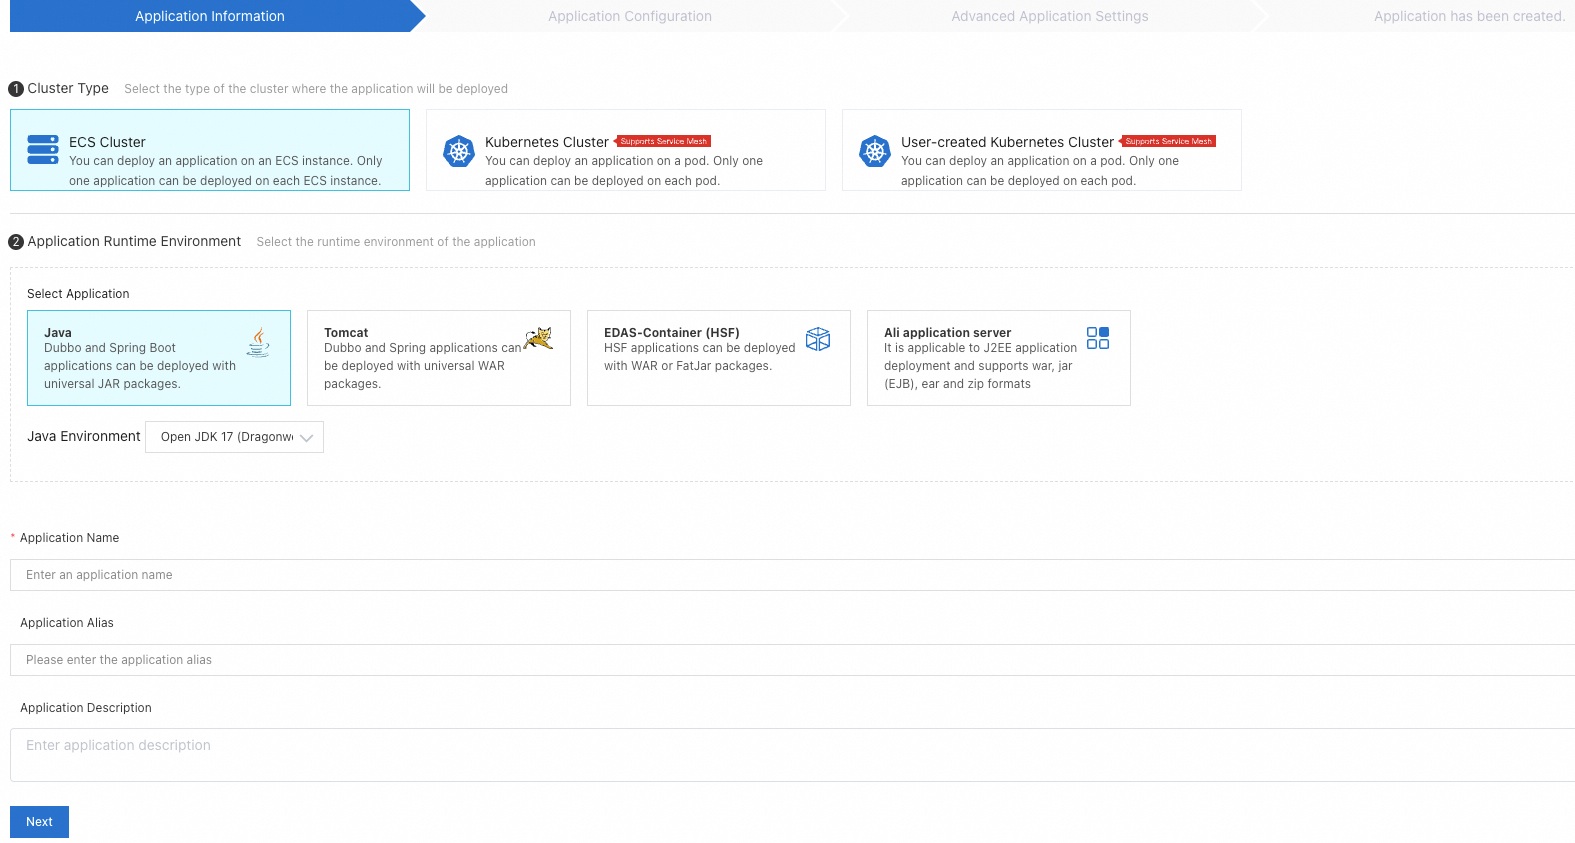 Application Information
Application Configuration
Advanced Application Settings
Application has been created.
1 Cluster Type Select the type of the cluster where the application will be deployed
ECS Cluster
You can deploy an application on an ECS instance. Only
one application can be deployed on each ECS instance.
Kubernetes Cluster Supports Service Mesh
You can deploy an application on a pod. Only one
application can be deployed on each pod.
User-created Kubernetes Cluster Supports Service Mesh
You can deploy an application on a pod. Only one
application can be deployed on each pod.
2 Application Runtime Environment Select the runtime environment of the application
Select Application
Java
Dubbo and Spring Boot
applications can be deployed with
universal JAR packages.
Tomcat
Dubbo and Spring applications can
be deployed with universal WAR
packages.
EDAS-Container (HSF)
HSF applications can be deployed
with WAR or FatJar packages.
Ali application server
It is applicable to J2EE application
deployment and supports war, jar
(EJB), ear and zip formats
Java Environment Open JDK 17 (Dragonw
* Application Name
Enter an application name
Application Alias
Please enter the application alias
Application Description
Enter application description
Next